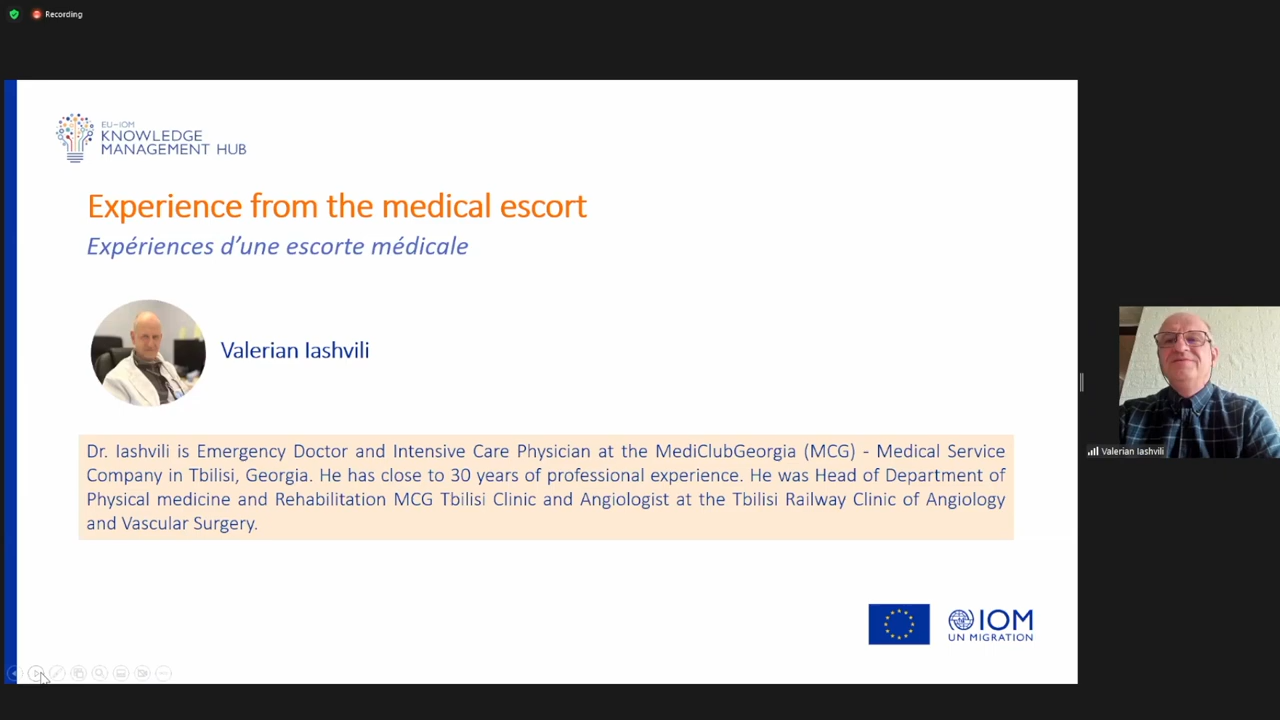 Recording
EU–IOM
KNOWLEDGE
MANAGEMENT HUB
Experience from the medical escort
Expériences d’une escorte médicale
Valerian Iashvili
Dr. Iashvili is Emergency Doctor and Intensive Care Physician at the MediClubGeorgia (MCG) - Medical Service
Company in Tbilisi, Georgia. He has close to 30 years of professional experience. He was Head of Department of
Physical medicine and Rehabilitation MCG Tbilisi Clinic and Angiologist at the Tbilisi Railway Clinic of Angiology
and Vascular Surgery.
Valerian Iashvili
IOM
UN MIGRATION